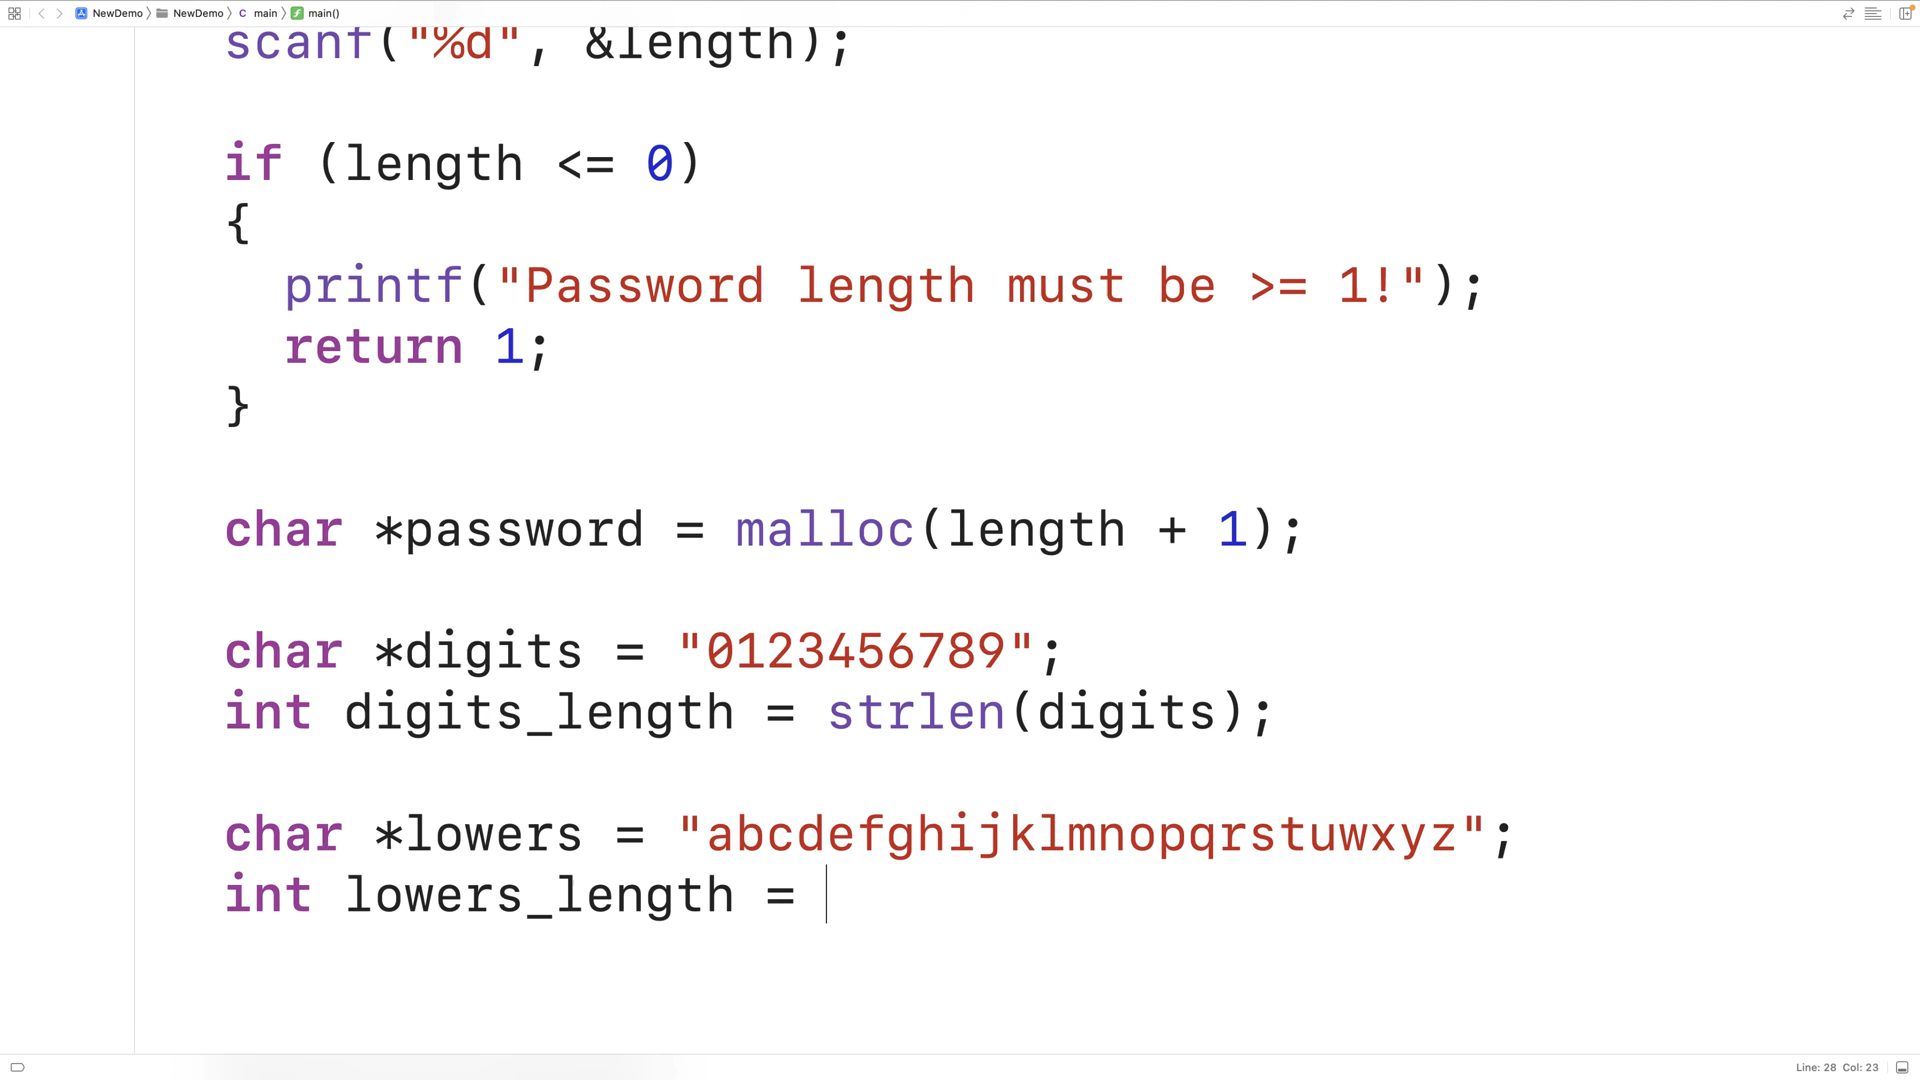 NewDemo NewDemo C main f main()
scanf("%d", &length);
if (length <= 0)
{
printf("Password length must be >= 1!");
return 1;
}
char *password = malloc(length + 1);
char *digits = "0123456789";
int digits_length = strlen(digits);
char *lowers = "abcdefghijklmnopqrstuwxyz";
int lowers_length =
Line: 28 Col: 23